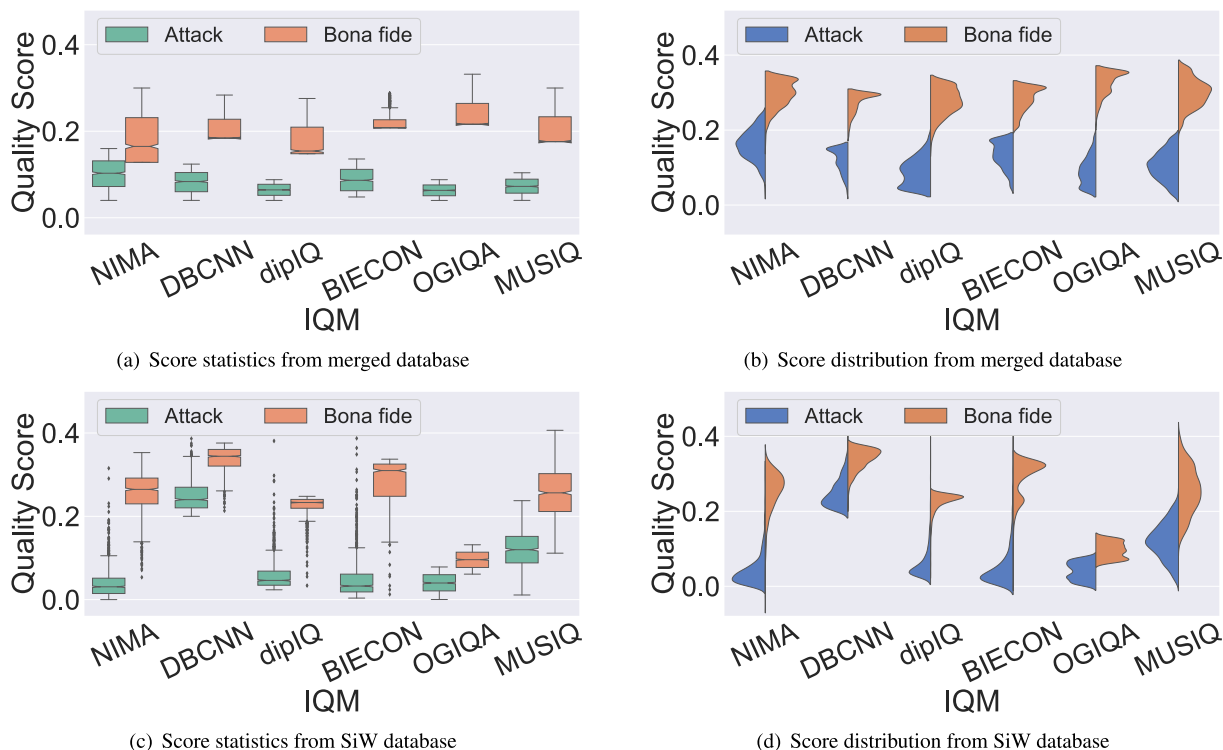 Attack Bona fide
Quality Score
0.4
0.2
0.0
NIMA DBCNN dipIQ BIECON OGIQA MUSIQ
IQM
(a) Score statistics from merged database
Attack Bona fide
Quality Score
0.4
0.2
0.0
NIMA DBCNN dipIQ BIECON OGIQA MUSIQ
IQM
(b) Score distribution from merged database
Attack Bona fide
Quality Score
0.4
0.2
0.0
NIMA DBCNN dipIQ BIECON OGIQA MUSIQ
IQM
(c) Score statistics from SiW database
Attack Bona fide
Quality Score
0.4
0.2
0.0
NIMA DBCNN dipIQ BIECON OGIQA MUSIQ
IQM
(d) Score distribution from SiW database